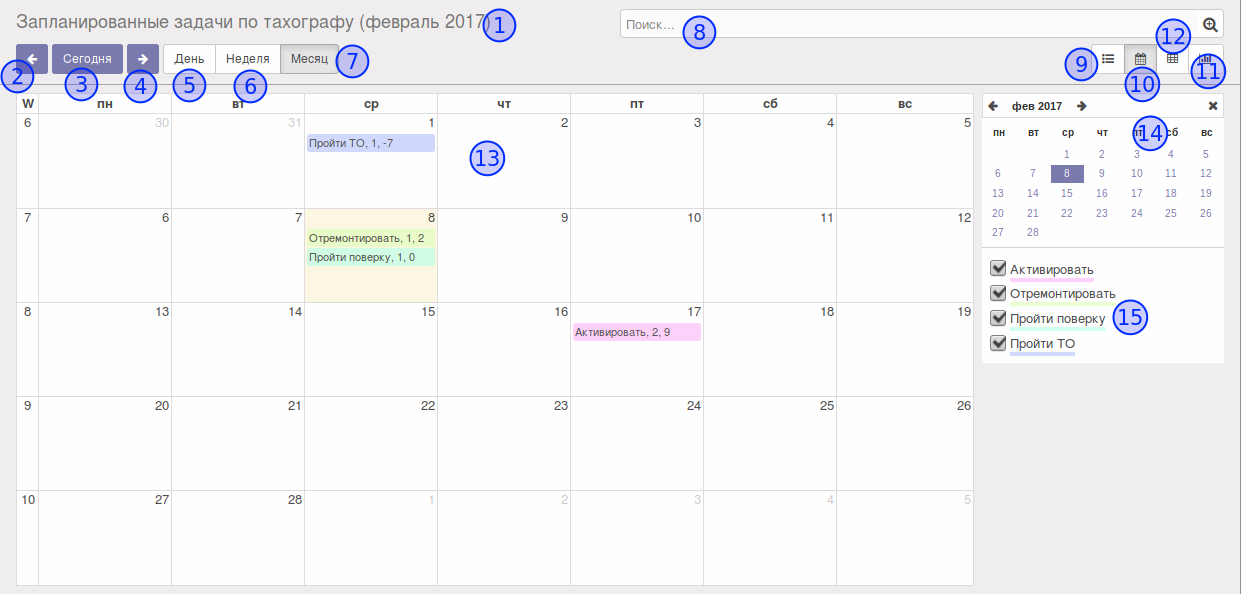 Запланированные задачи по тахографу (февраль 2017) 1
Поиск... 8
12
2 Сегодня 3 4 День 5 Неделя 6 Месяц 7
9 10 11
W пн вт ср чт пт сб вс
6 30 31 1 2 3 4 5
Пройти ТО, 1, -7
13
7 6 7 8 9 10 11 12
Отремонтировать, 1, 2
Пройти поверку, 1, 0
8 13 14 15 16 17 18 19
Активировать, 2, 9
9 20 21 22 23 24 25 26
10 27 28 1 2 3 4 5
фев 2017
14
пн вт ср чт пт сб вс
1 2 3 4 5
6 7 8 9 10 11 12
13 14 15 16 17 18 19
20 21 22 23 24 25 26
27 28
Активировать
Отремонтировать
Пройти поверку 15
Пройти ТО